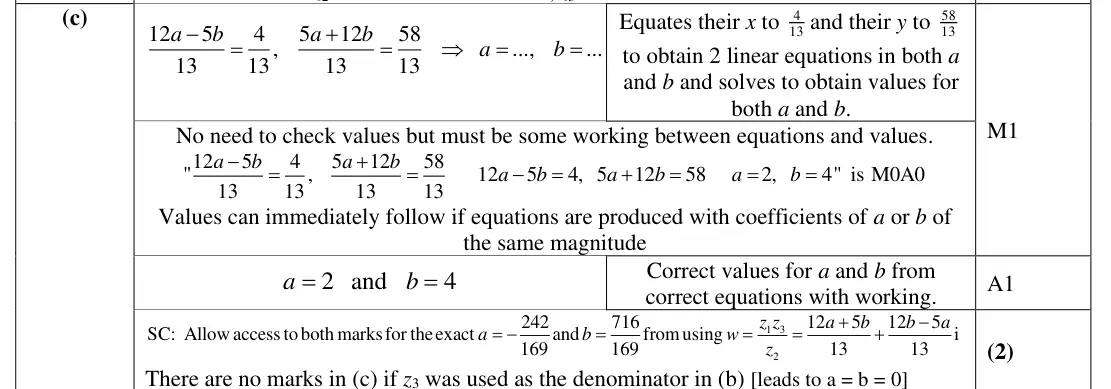 (c)
(12a − 5b)/13 = 4/13, (5a + 12b)/13 = 58/13 ⇒ a = ..., b = ...
Equates their x to 4/13 and their y to 58/13
to obtain 2 linear equations in both a
and b and solves to obtain values for
both a and b.
M1
No need to check values but must be some working between equations and values.
"(12a − 5b)/13 = 4/13, (5a + 12b)/13 = 58/13 12a − 5b = 4, 5a + 12b = 58 a = 2, b = 4" is M0A0
Values can immediately follow if equations are produced with coefficients of a or b of
the same magnitude
a = 2 and b = 4
Correct values for a and b from
correct equations with working.
A1
SC: Allow access to both marks for the exact a = −242/169 and b = 716/169 from using w = z₁z₃/z₂ = (12a + 5b)/13 + (12b − 5a)/13 i
There are no marks in (c) if z₃ was used as the denominator in (b) [leads to a = b = 0]
(2)